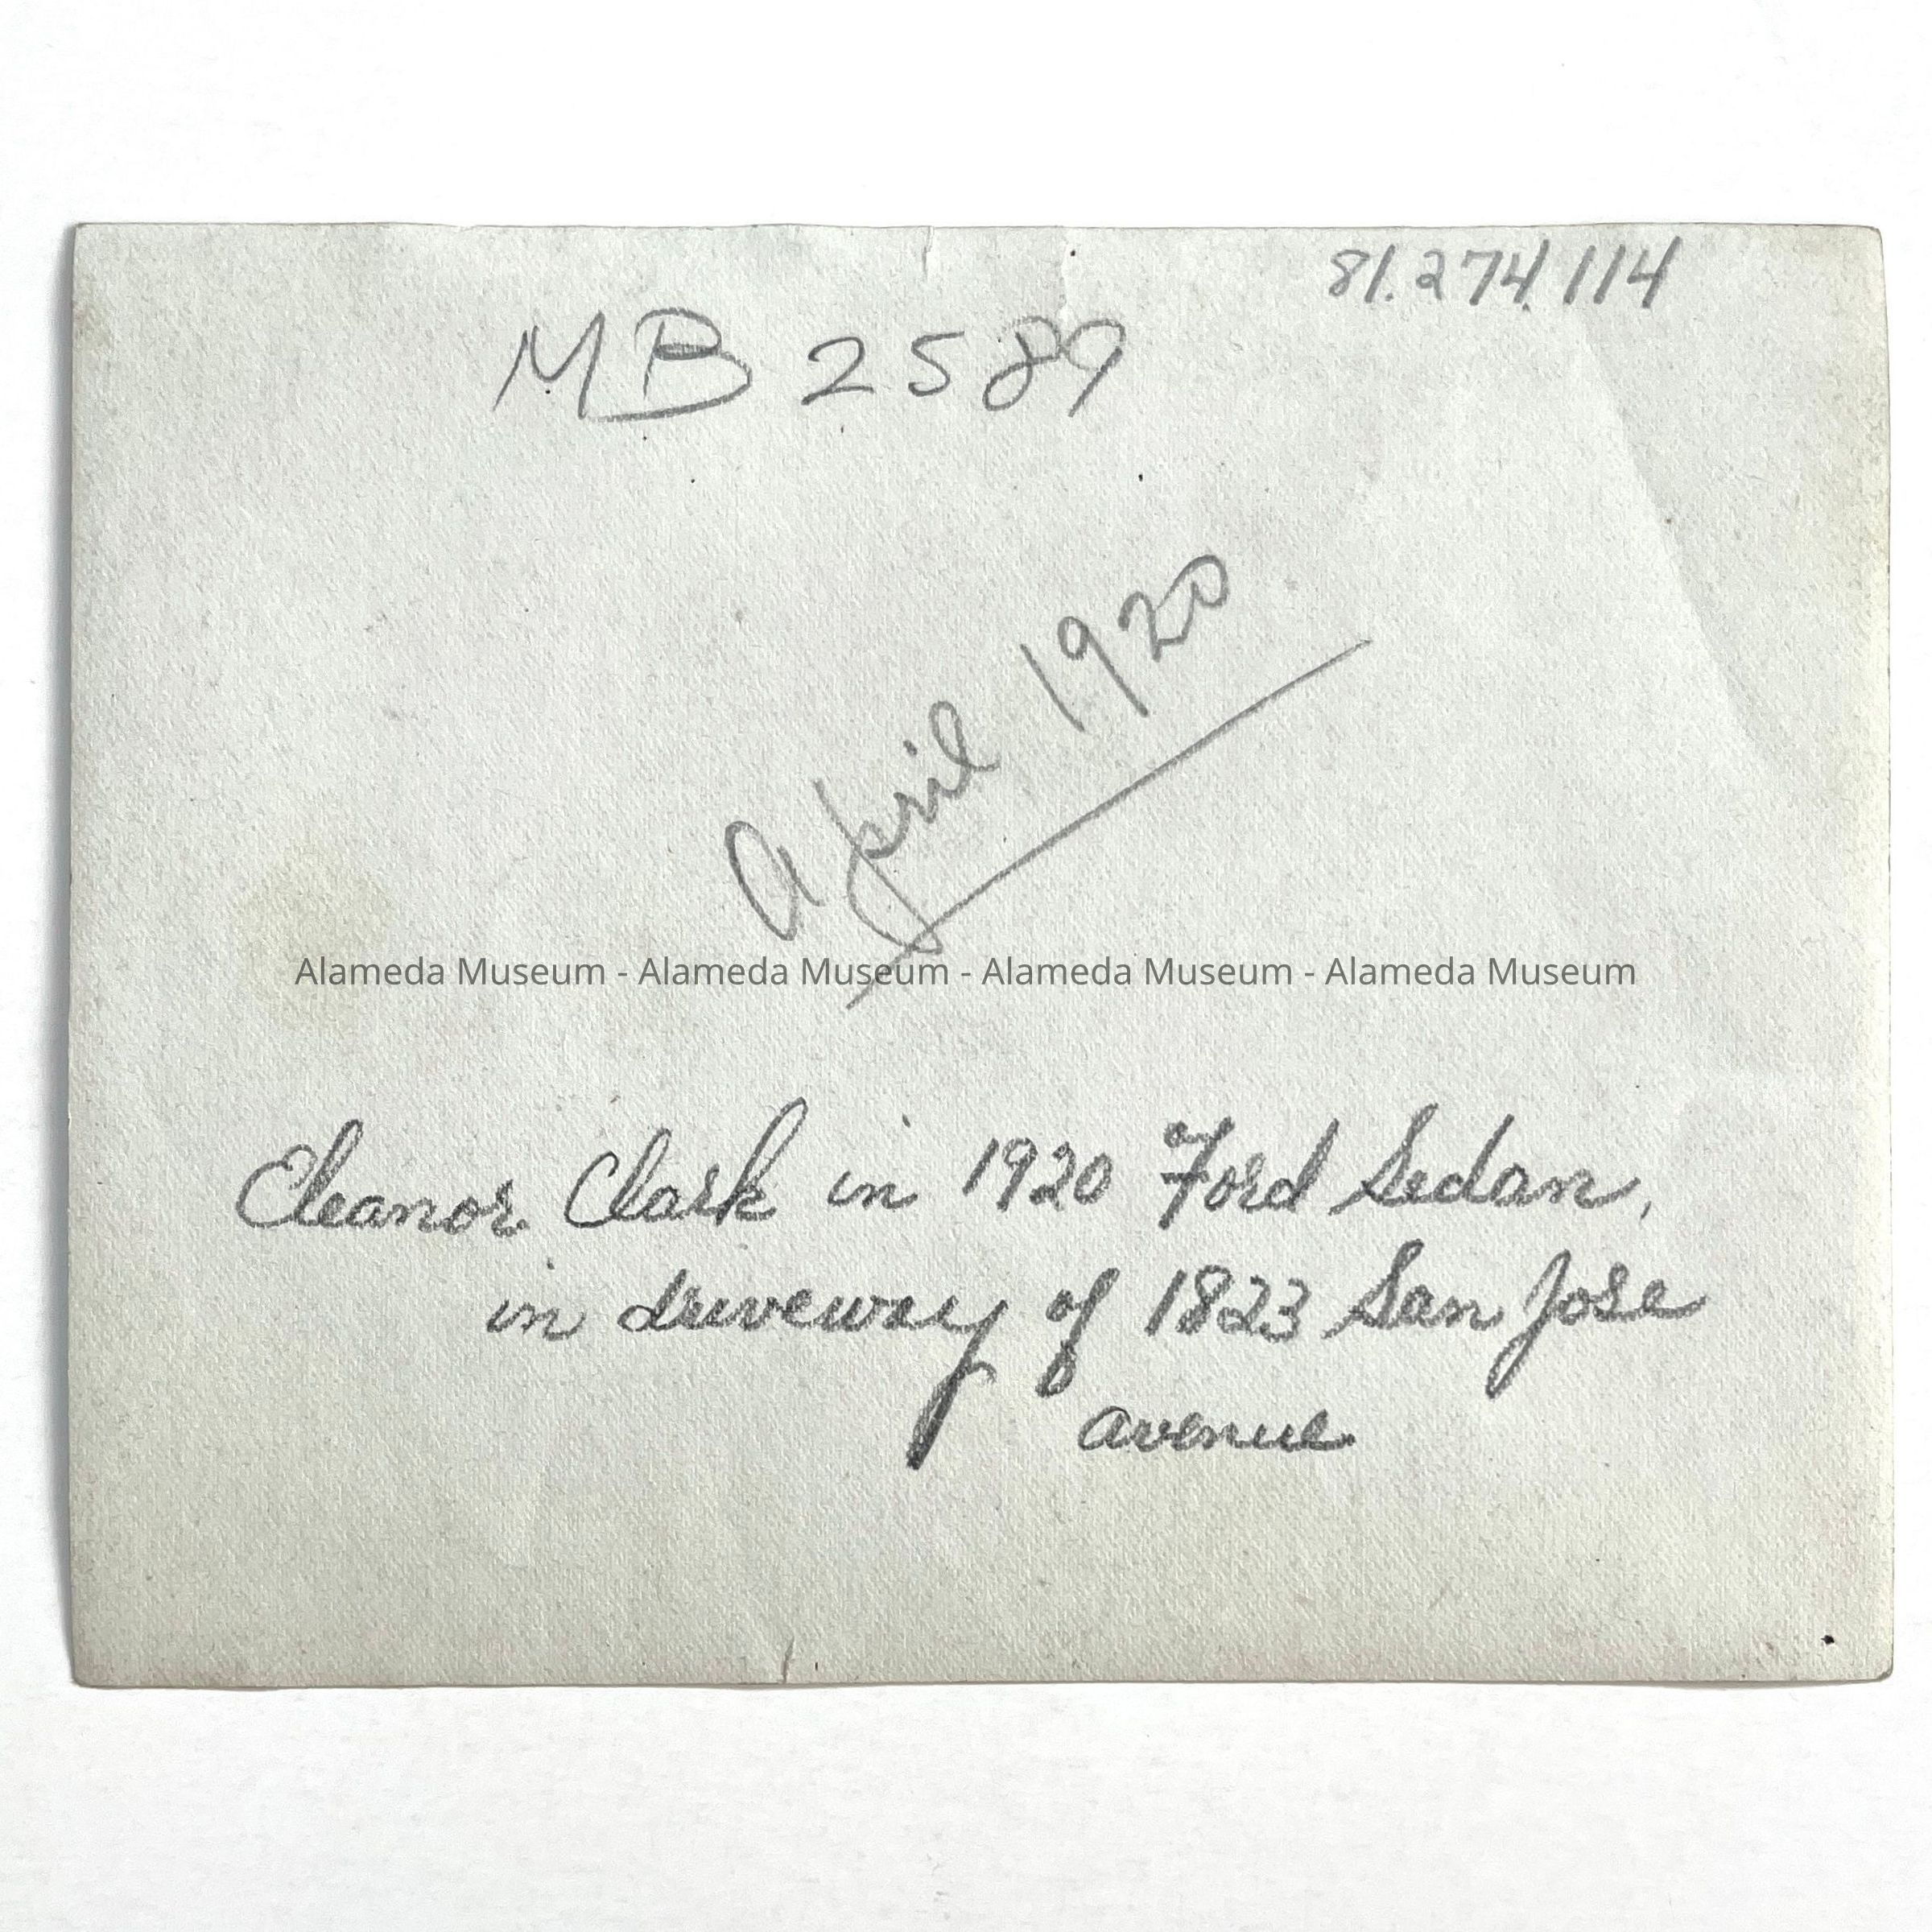 81.274.114
MB 2589
April 1920
Alameda Museum - Alameda Museum - Alameda Museum - Alameda Museum
Eleanor Clark in 1920 Ford Sedan,
in driveway of 1823 San Jose
avenue